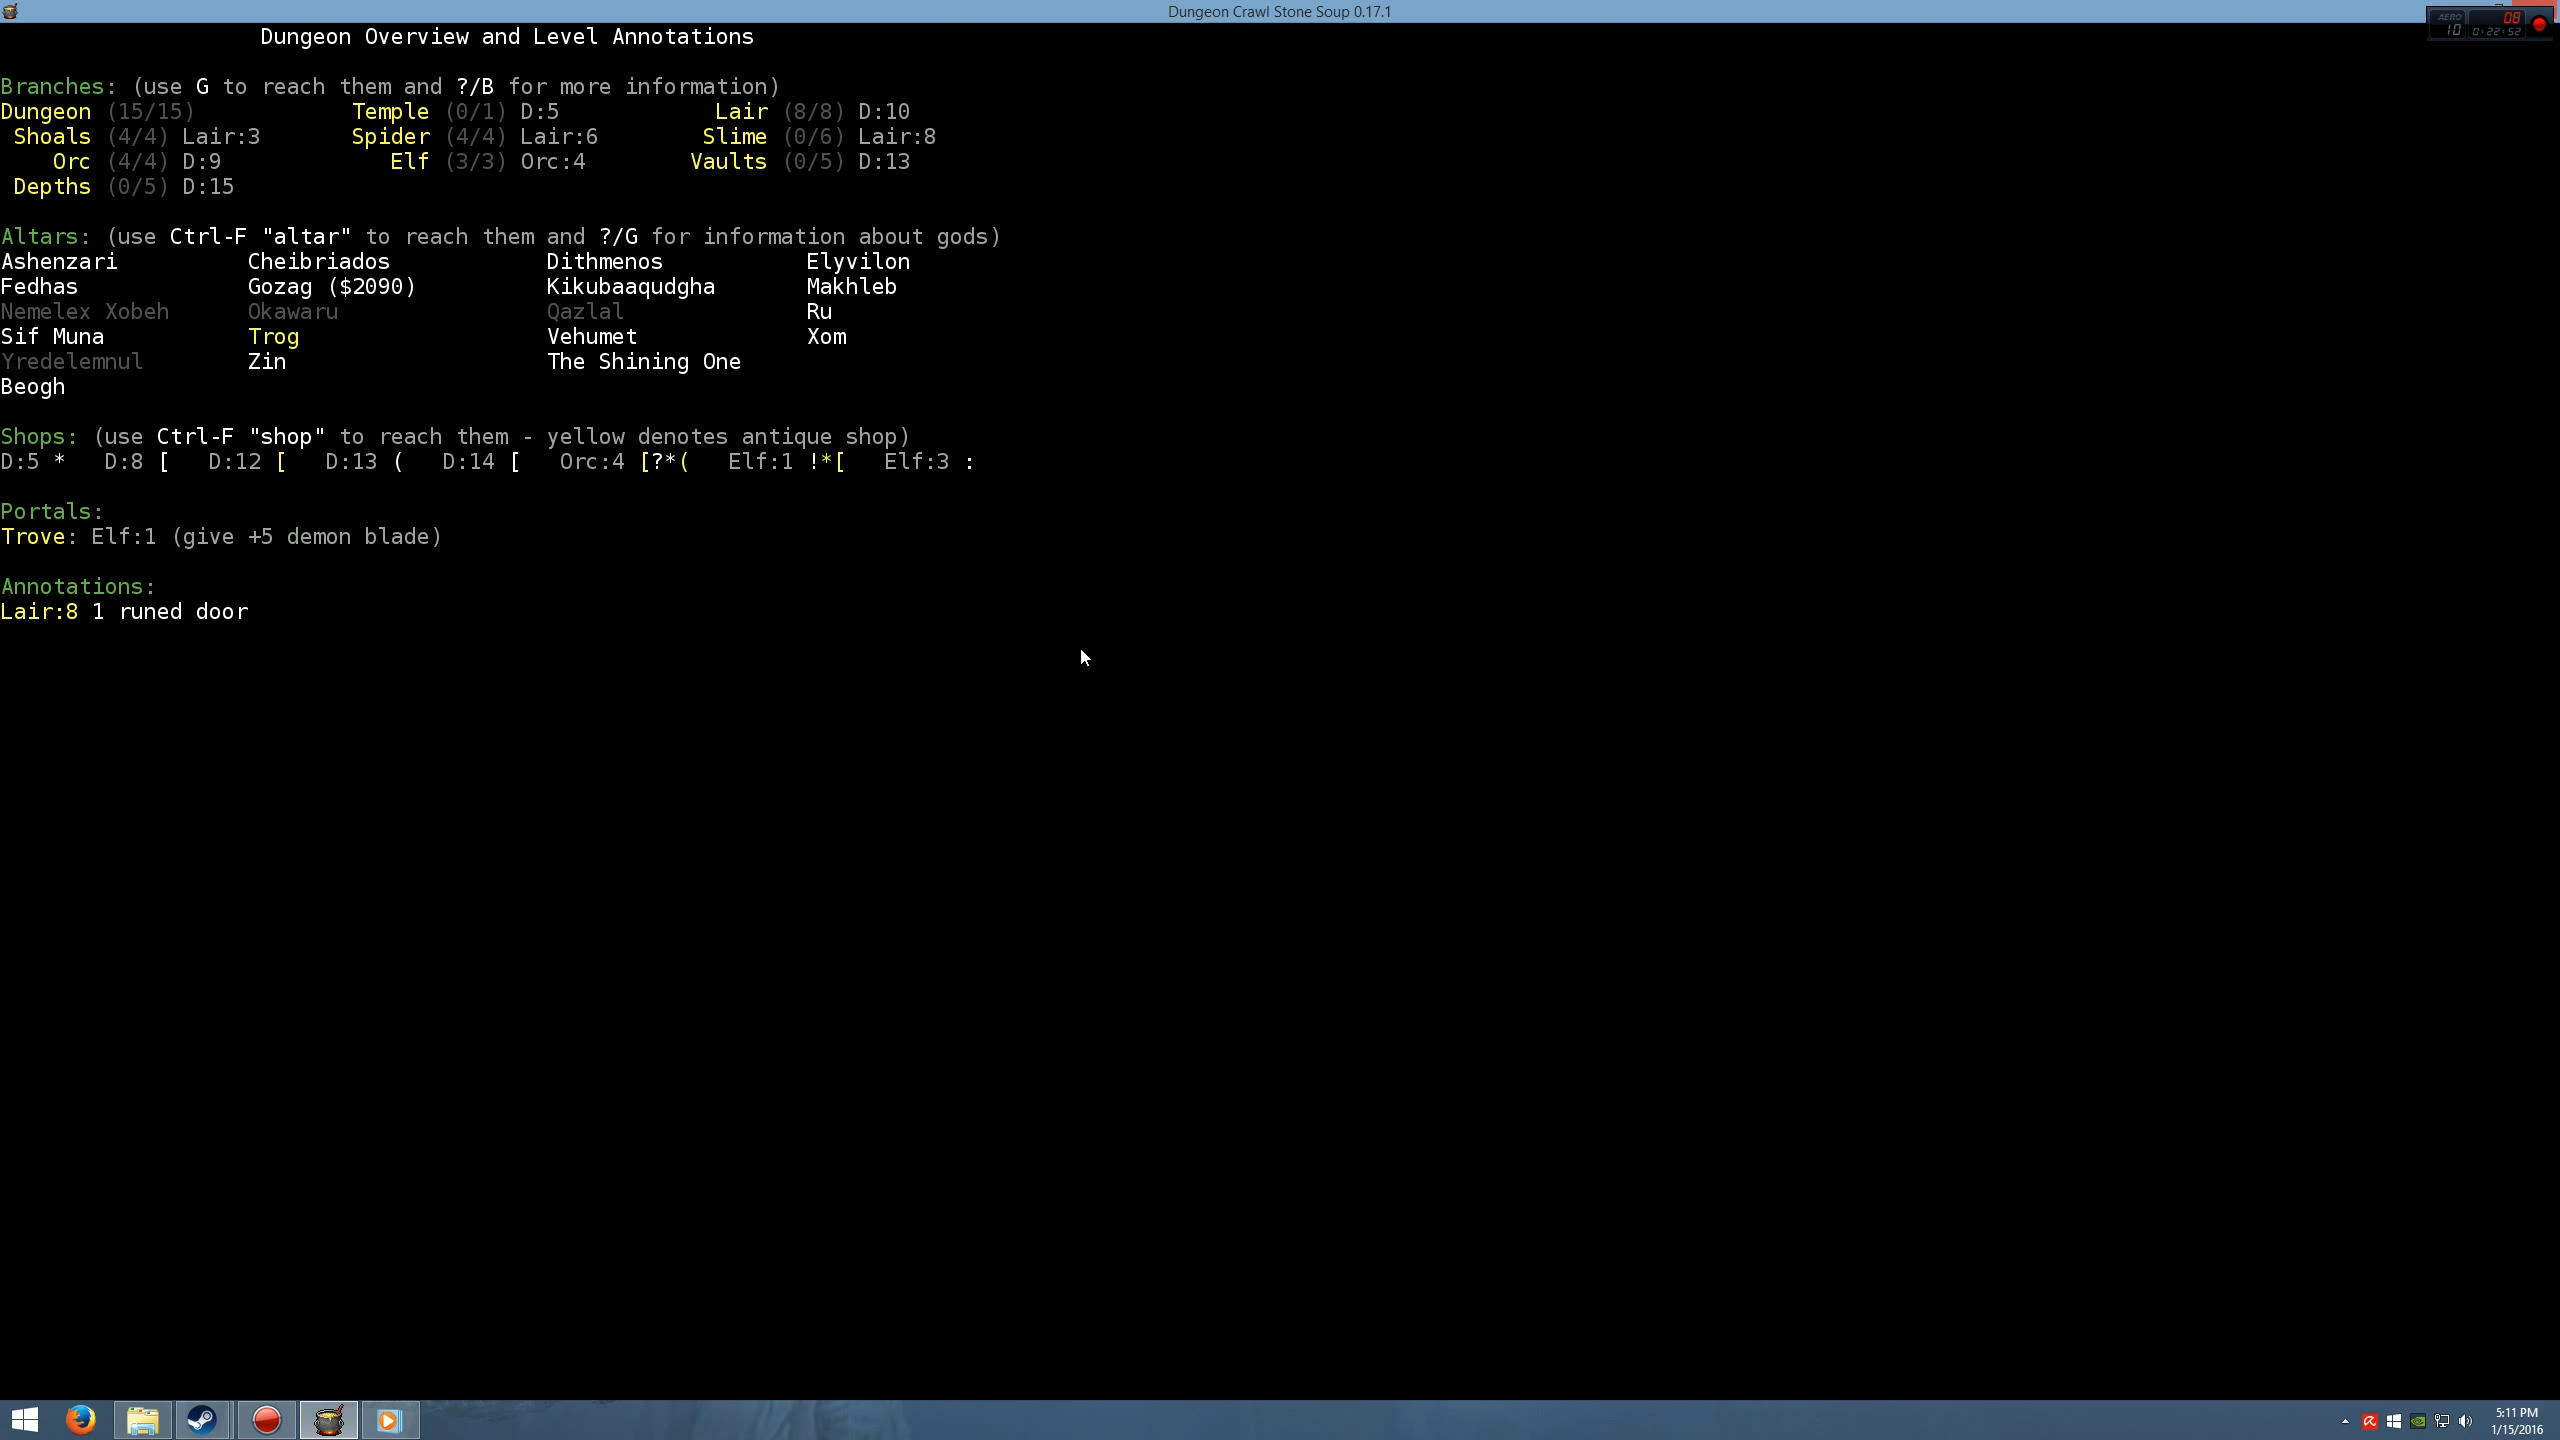 Dungeon Crawl Stone Soup 0.17.1
AERO 10 08 0:22:52
Dungeon Overview and Level Annotations
Branches: (use G to reach them and ?/B for more information)
Dungeon (15/15) Temple (0/1) D:5 Lair (8/8) D:10
Shoals (4/4) Lair:3 Spider (4/4) Lair:6 Slime (0/6) Lair:8
Orc (4/4) D:9 Elf (3/3) Orc:4 Vaults (0/5) D:13
Depths (0/5) D:15
Altars: (use Ctrl-F "altar" to reach them and ?/G for information about gods)
Ashenzari Cheibriados Dithmenos Elyvilon
Fedhas Gozag ($2090) Kikubaaqudgha Makhleb
Nemelex Xobeh Okawaru Qazlal Ru
Sif Muna Trog Vehumet Xom
Yredelemnul Zin The Shining One
Beogh
Shops: (use Ctrl-F "shop" to reach them - yellow denotes antique shop)
D:5 * D:8 [ D:12 [ D:13 ( D:14 [ Orc:4 [?*( Elf:1 !*[ Elf:3 :
Portals:
Trove: Elf:1 (give +5 demon blade)
Annotations:
Lair:8 1 runed door
5:11 PM
1/15/2016